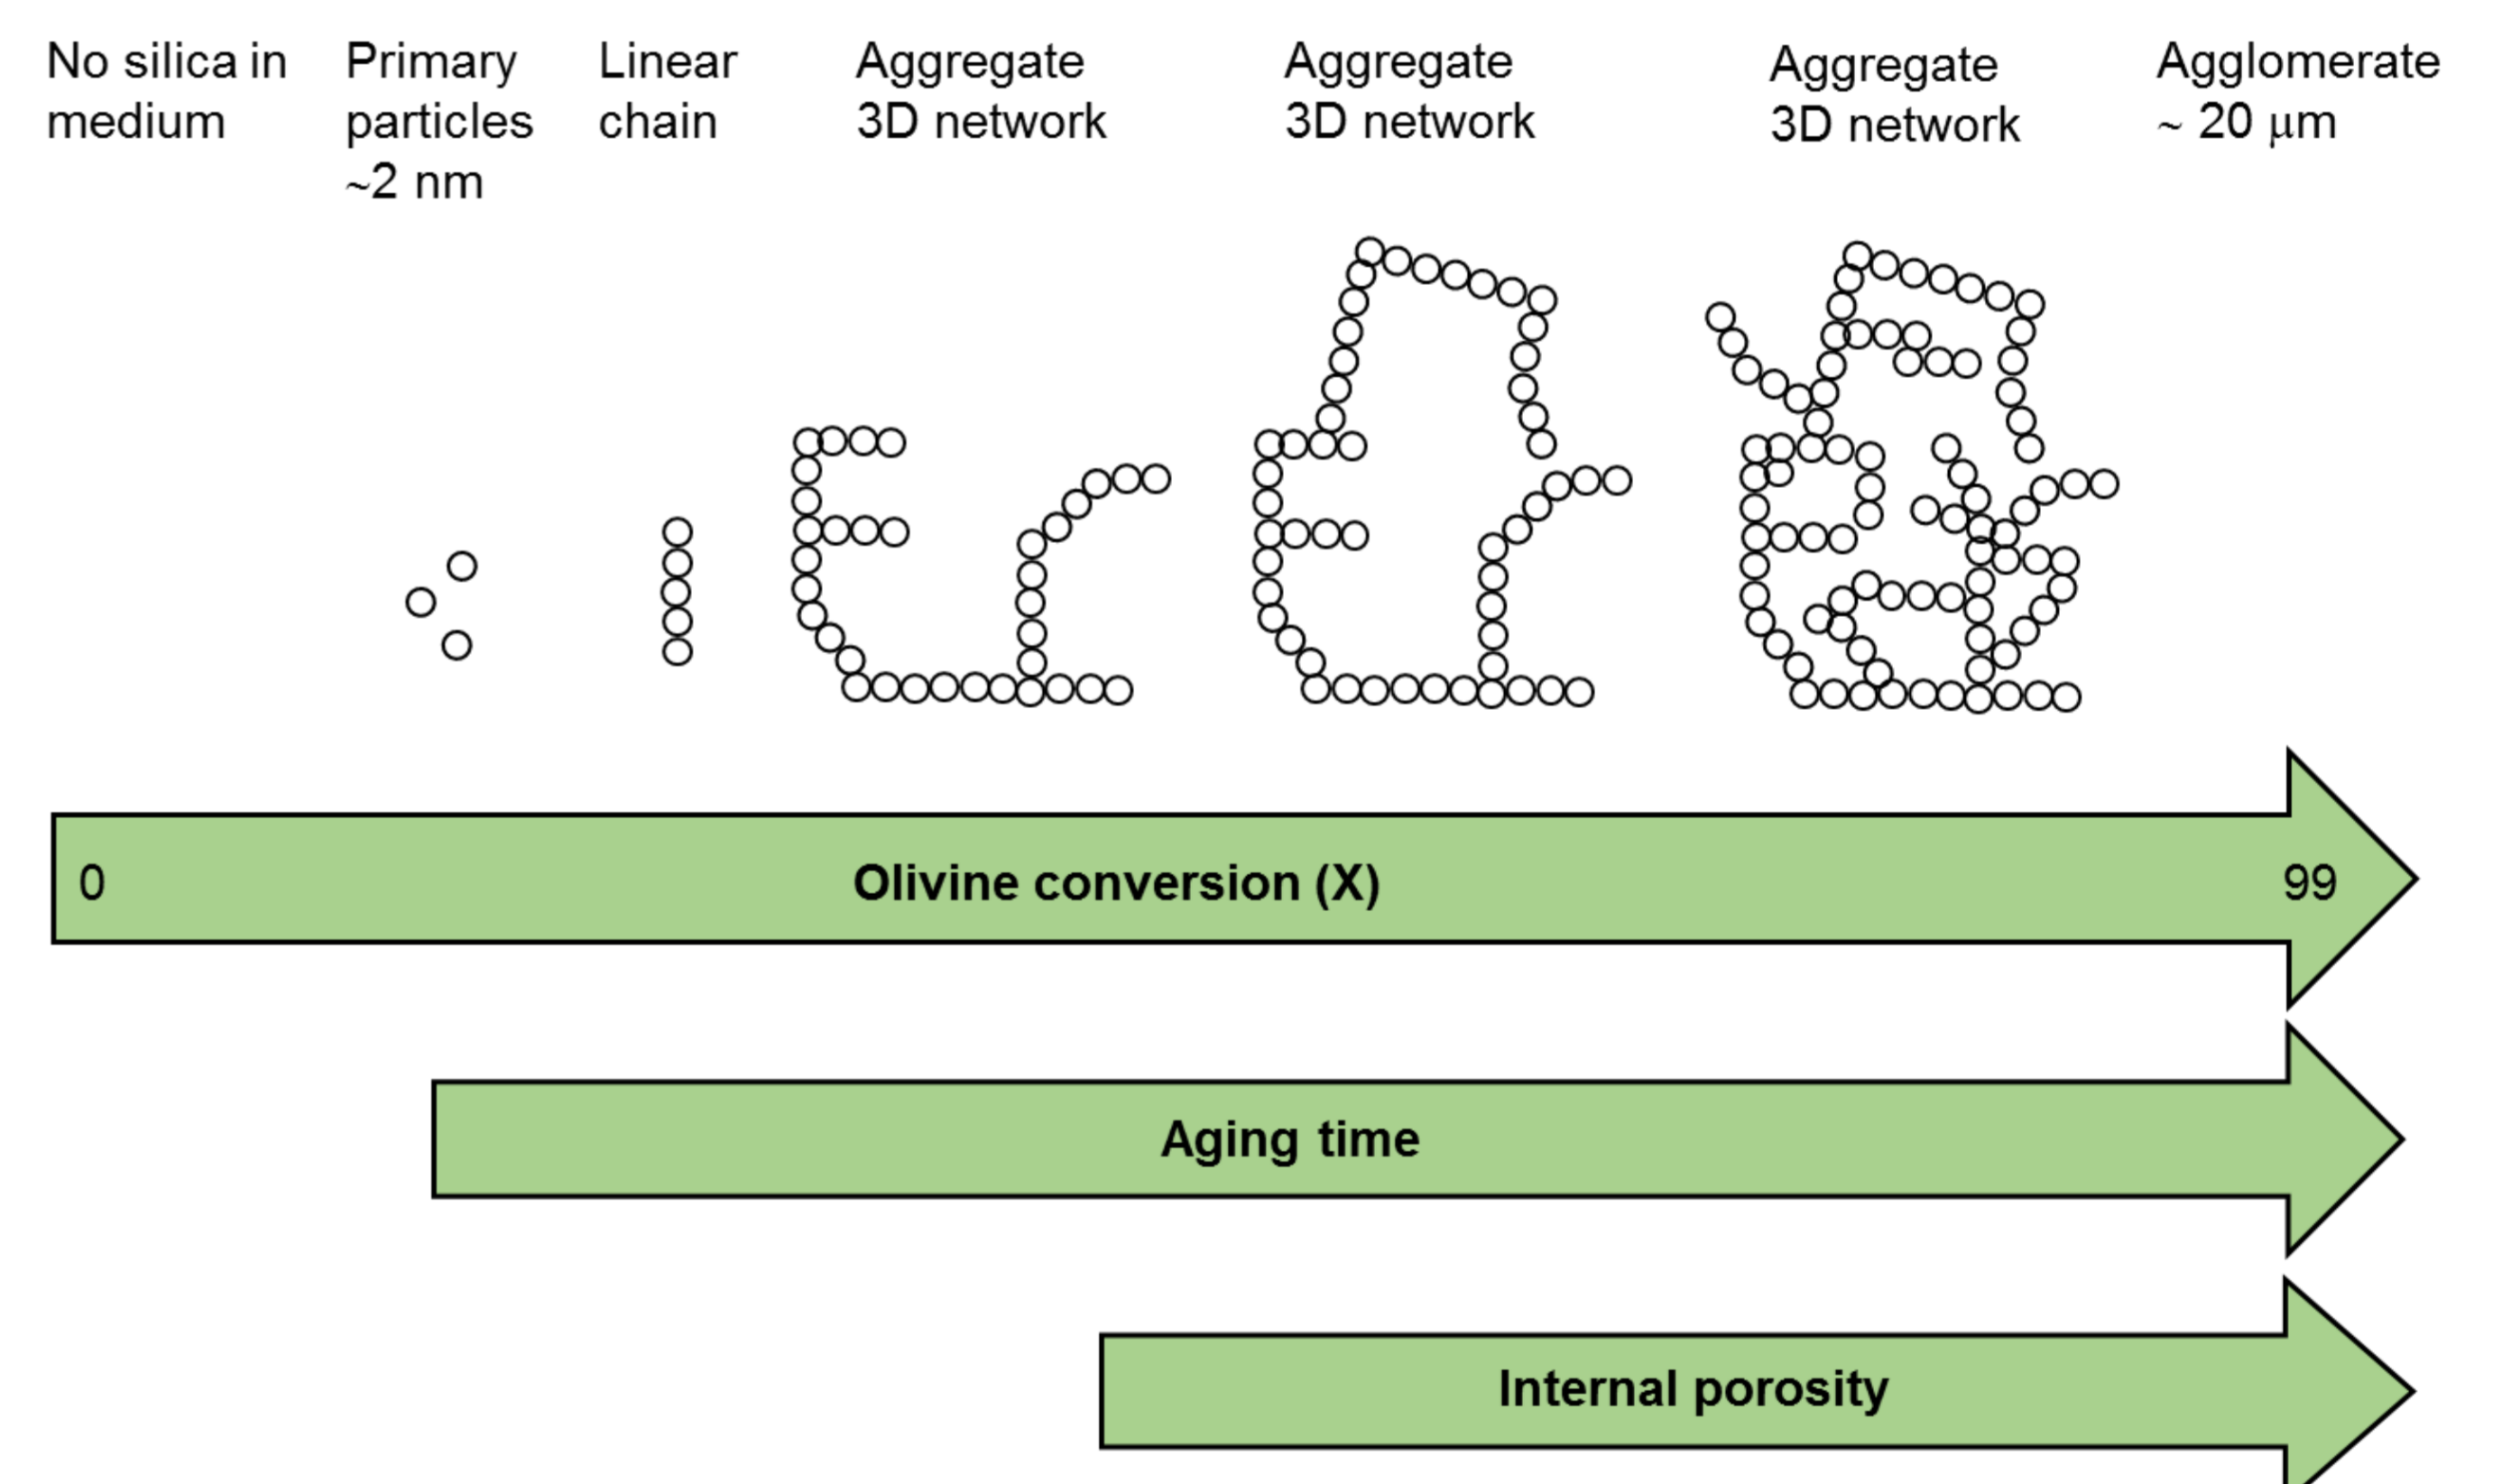 No silica in
medium
Primary
particles
~2 nm
Linear
chain
Aggregate
3D network
Aggregate
3D network
Aggregate
3D network
Agglomerate
~ 20 μm
0
Olivine conversion (X)
99
Aging time
Internal porosity